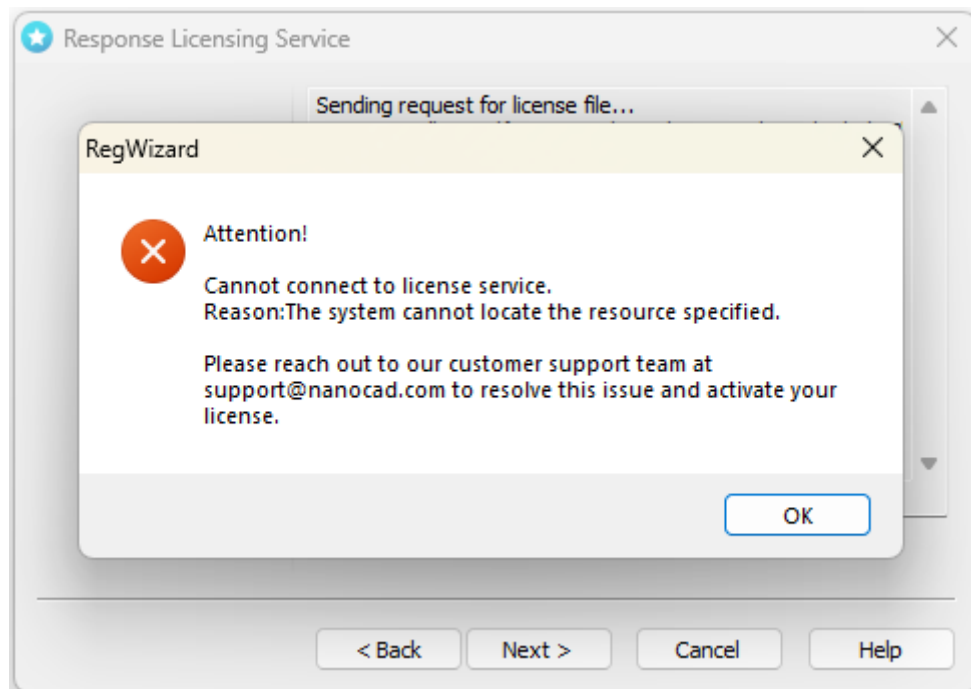 Response Licensing Service
Sending request for license file...
RegWizard
Attention!
Cannot connect to license service.
Reason:The system cannot locate the resource specified.
Please reach out to our customer support team at
support@nanocad.com to resolve this issue and activate your
license.
OK
< Back
Next >
Cancel
Help